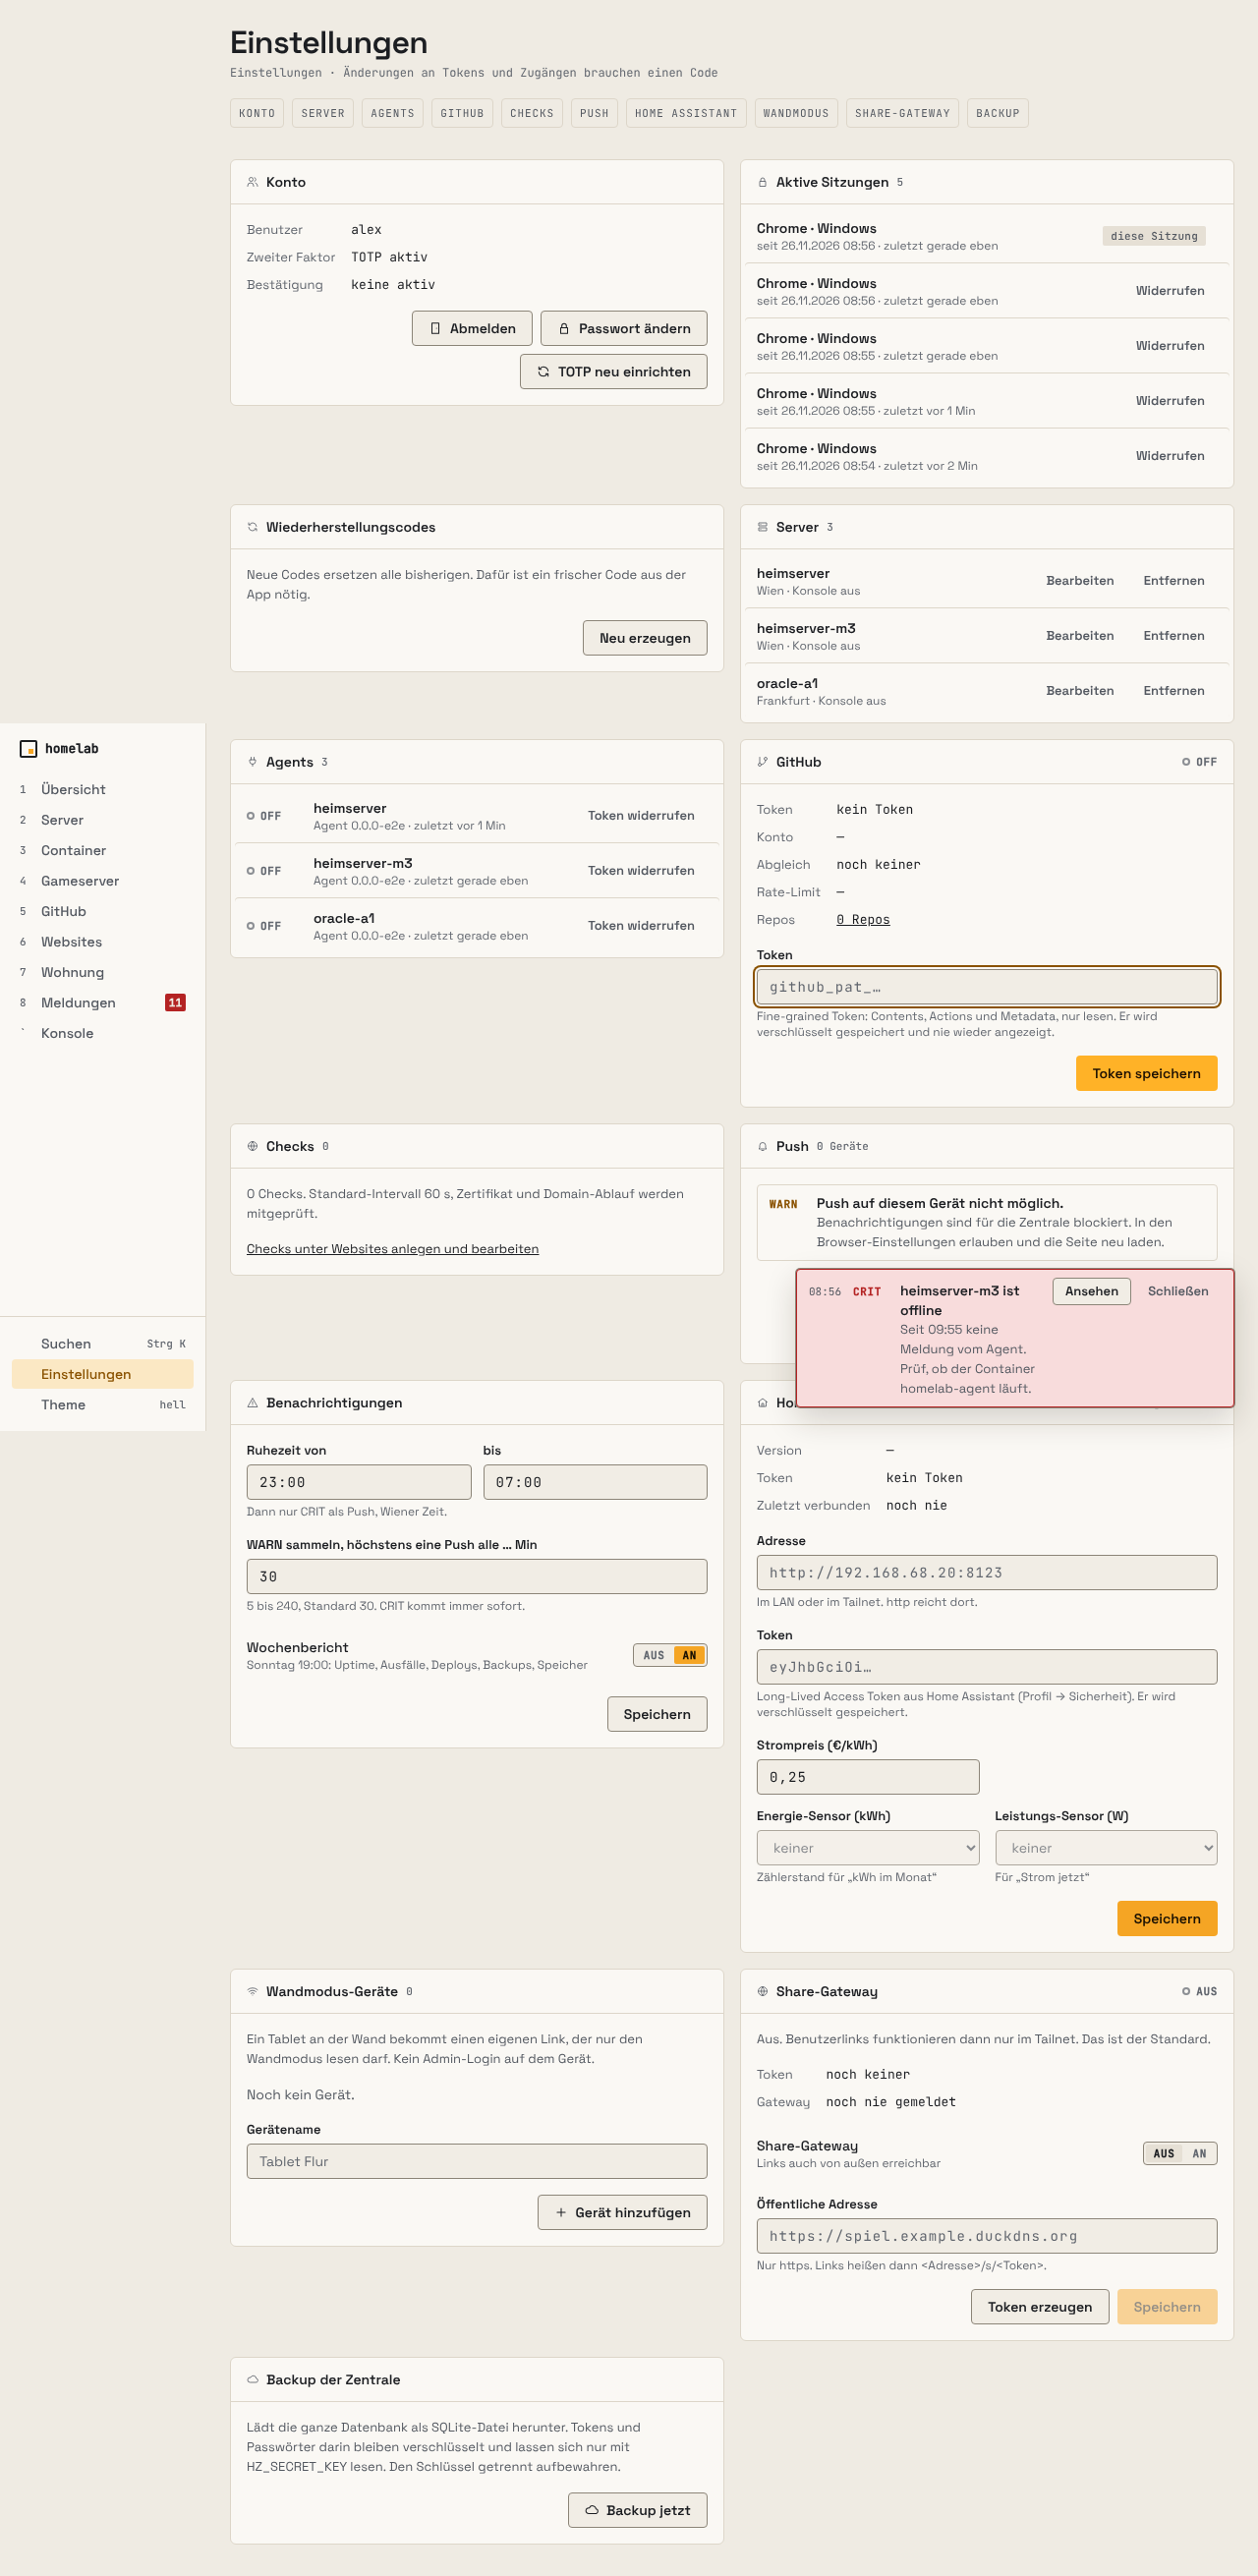 Einstellungen
Einstellungen · Änderungen an Tokens und Zugängen brauchen einen Code
KONTO SERVER AGENTS GITHUB CHECKS PUSH HOME ASSISTANT WANDMODUS SHARE-GATEWAY BACKUP
Konto
Benutzer alex
Zweiter Faktor TOTP aktiv
Bestätigung keine aktiv
Abmelden Passwort ändern
TOTP neu einrichten
Aktive Sitzungen 5
Chrome · Windows
seit 26.11.2026 08:56 · zuletzt gerade eben
diese Sitzung
Chrome · Windows
seit 26.11.2026 08:56 · zuletzt gerade eben
Widerrufen
Chrome · Windows
seit 26.11.2026 08:55 · zuletzt gerade eben
Widerrufen
Chrome · Windows
seit 26.11.2026 08:55 · zuletzt vor 1 Min
Widerrufen
Chrome · Windows
seit 26.11.2026 08:54 · zuletzt vor 2 Min
Widerrufen
Wiederherstellungscodes
Neue Codes ersetzen alle bisherigen. Dafür ist ein frischer Code aus der
App nötig.
Neu erzeugen
Server 3
heimserver
Wien · Konsole aus
Bearbeiten Entfernen
heimserver-m3
Wien · Konsole aus
Bearbeiten Entfernen
oracle-a1
Frankfurt · Konsole aus
Bearbeiten Entfernen
homelab
1 Übersicht
2 Server
3 Container
4 Gameserver
5 GitHub
6 Websites
7 Wohnung
8 Meldungen 11
` Konsole
Suchen Strg K
Einstellungen
Theme hell
Agents 3
OFF
heimserver
Agent 0.0.0-e2e · zuletzt vor 1 Min
Token widerrufen
OFF
heimserver-m3
Agent 0.0.0-e2e · zuletzt gerade eben
Token widerrufen
OFF
oracle-a1
Agent 0.0.0-e2e · zuletzt gerade eben
Token widerrufen
GitHub OFF
Token kein Token
Konto —
Abgleich noch keiner
Rate-Limit —
Repos 0 Repos
Token
github_pat_…
Fine-grained Token: Contents, Actions und Metadata, nur lesen. Er wird
verschlüsselt gespeichert und nie wieder angezeigt.
Token speichern
Checks 0
0 Checks. Standard-Intervall 60 s, Zertifikat und Domain-Ablauf werden
mitgeprüft.
Checks unter Websites anlegen und bearbeiten
Push 0 Geräte
WARN Push auf diesem Gerät nicht möglich.
Benachrichtigungen sind für die Zentrale blockiert. In den
Browser-Einstellungen erlauben und die Seite neu laden.
08:56 CRIT heimserver-m3 ist
offline
Seit 09:55 keine
Meldung vom Agent.
Prüf, ob der Container
homelab-agent läuft.
Ansehen Schließen
Benachrichtigungen
Ruhezeit von bis
23:00 07:00
Dann nur CRIT als Push, Wiener Zeit.
WARN sammeln, höchstens eine Push alle … Min
30
5 bis 240, Standard 30. CRIT kommt immer sofort.
Wochenbericht
Sonntag 19:00: Uptime, Ausfälle, Deploys, Backups, Speicher
AUS AN
Speichern
Version —
Token kein Token
Zuletzt verbunden noch nie
Adresse
http://192.168.68.20:8123
Im LAN oder im Tailnet. http reicht dort.
Token
eyJhbGciOi…
Long-Lived Access Token aus Home Assistant (Profil → Sicherheit). Er wird
verschlüsselt gespeichert.
Strompreis (€/kWh)
0,25
Energie-Sensor (kWh) Leistungs-Sensor (W)
keiner keiner
Zählerstand für „kWh im Monat“ Für „Strom jetzt“
Speichern
Wandmodus-Geräte 0
Ein Tablet an der Wand bekommt einen eigenen Link, der nur den
Wandmodus lesen darf. Kein Admin-Login auf dem Gerät.
Noch kein Gerät.
Gerätename
Tablet Flur
Gerät hinzufügen
Share-Gateway AUS
Aus. Benutzerlinks funktionieren dann nur im Tailnet. Das ist der Standard.
Token noch keiner
Gateway noch nie gemeldet
Share-Gateway
Links auch von außen erreichbar
AUS AN
Öffentliche Adresse
https://spiel.example.duckdns.org
Nur https. Links heißen dann <Adresse>/s/<Token>.
Token erzeugen Speichern
Backup der Zentrale
Lädt die ganze Datenbank als SQLite-Datei herunter. Tokens und
Passwörter darin bleiben verschlüsselt und lassen sich nur mit
HZ_SECRET_KEY lesen. Den Schlüssel getrennt aufbewahren.
Backup jetzt